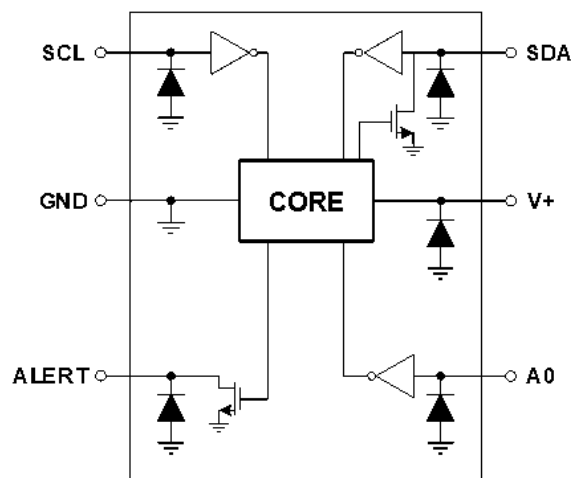 SCL
SDA
GND
CORE
V+
ALERT
A0